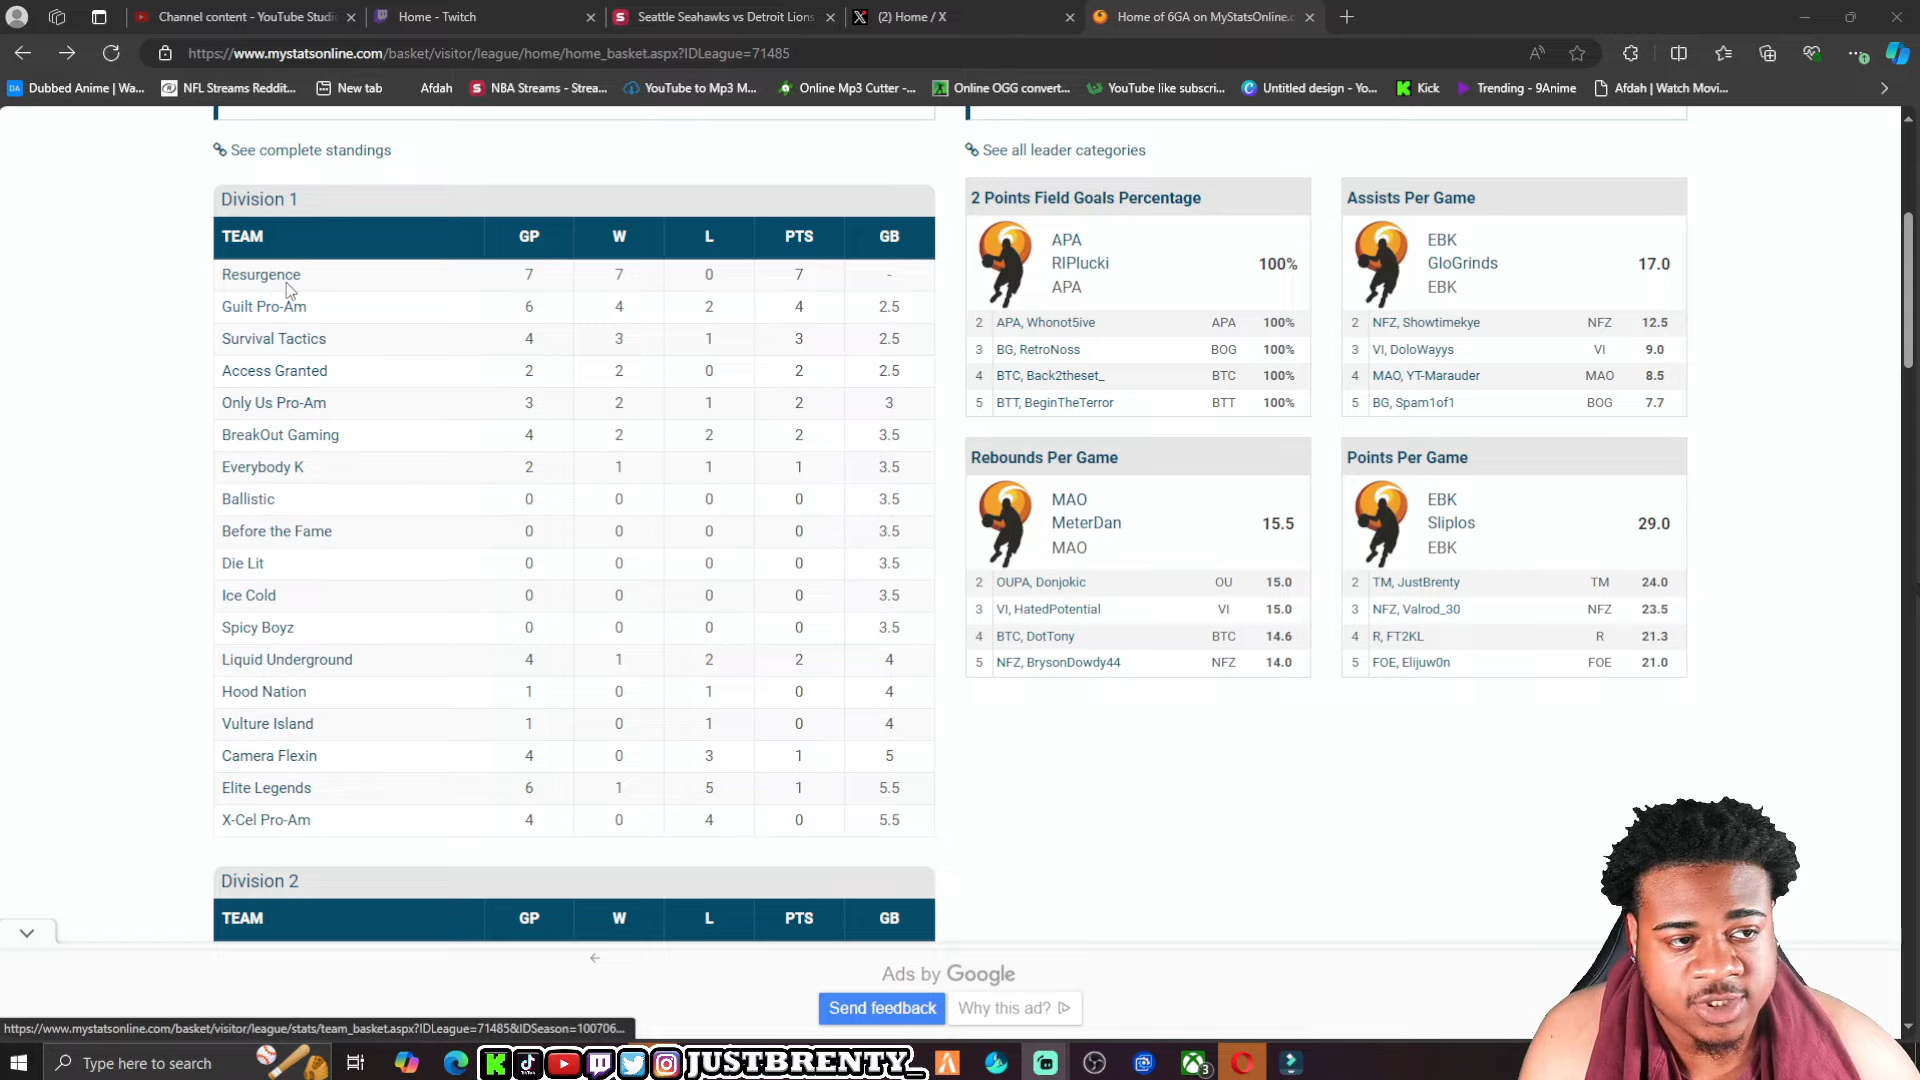 Channel content - YouTube Studi
Home - Twitch
Seattle Seahawks vs Detroit Lions
(2) Home / X
Home of 6GA on MyStatsOnline.c
https://www.mystatsonline.com/basket/visitor/league/home/home_basket.aspx?IDLeague=71485
Dubbed Anime | Wa...
NFL Streams Reddit...
New tab
Afdah
NBA Streams - Strea...
YouTube to Mp3 M...
Online Mp3 Cutter -...
Online OGG convert...
YouTube like subscri...
Untitled design - Yo...
Kick
Trending - 9Anime
Afdah | Watch Movi...
See complete standings
Division 1
TEAM GP W L PTS GB
Resurgence 7 7 0 7 -
Guilt Pro-Am 6 4 2 4 2.5
Survival Tactics 4 3 1 3 2.5
Access Granted 2 2 0 2 2.5
Only Us Pro-Am 3 2 1 2 3
BreakOut Gaming 4 2 2 2 3.5
Everybody K 2 1 1 1 3.5
Ballistic 0 0 0 0 3.5
Before the Fame 0 0 0 0 3.5
Die Lit 0 0 0 0 3.5
Ice Cold 0 0 0 0 3.5
Spicy Boyz 0 0 0 0 3.5
Liquid Underground 4 1 2 2 4
Hood Nation 1 0 1 0 4
Vulture Island 1 0 1 0 4
Camera Flexin 4 0 3 1 5
Elite Legends 6 1 5 1 5.5
X-Cel Pro-Am 4 0 4 0 5.5
Division 2
TEAM GP W L PTS GB
See all leader categories
2 Points Field Goals Percentage
APA
RIPlucki 100%
APA
2 APA, Whonot5ive APA 100%
3 BG, RetroNoss BOG 100%
4 BTC, Back2theset_ BTC 100%
5 BTT, BeginTheTerror BTT 100%
Assists Per Game
EBK
GloGrinds 17.0
EBK
2 NFZ, Showtimekye NFZ 12.5
3 VI, DoloWayys VI 9.0
4 MAO, YT-Marauder MAO 8.5
5 BG, Spam1of1 BOG 7.7
Rebounds Per Game
MAO
MeterDan 15.5
MAO
2 OUPA, Donjokic OU 15.0
3 VI, HatedPotential VI 15.0
4 BTC, DotTony BTC 14.6
5 NFZ, BrysonDowdy44 NFZ 14.0
Points Per Game
EBK
Sliplos 29.0
EBK
2 TM, JustBrenty TM 24.0
3 NFZ, Valrod_30 NFZ 23.5
4 R, FT2KL R 21.3
5 FOE, Elijuw0n FOE 21.0
Ads by Google
Send feedback
Why this ad?
https://www.mystatsonline.com/basket/visitor/league/stats/team_basket.aspx?IDLeague=71485&IDSeason=100706...
Type here to search
JUSTBRENTY_
3